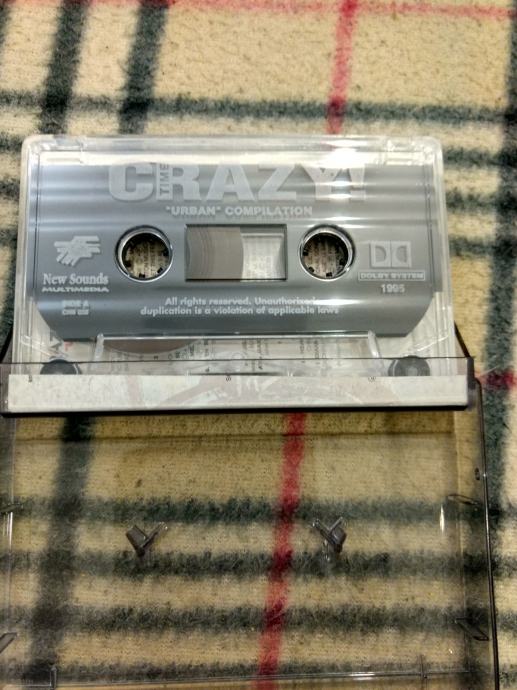 CRAZY!
TIME
"URBAN" COMPILATION
New Sounds
MULTIMEDIA
SIDE A
DOLBY SYSTEM
1995
All rights reserved. Unauthorized
duplication is a violation of applicable laws